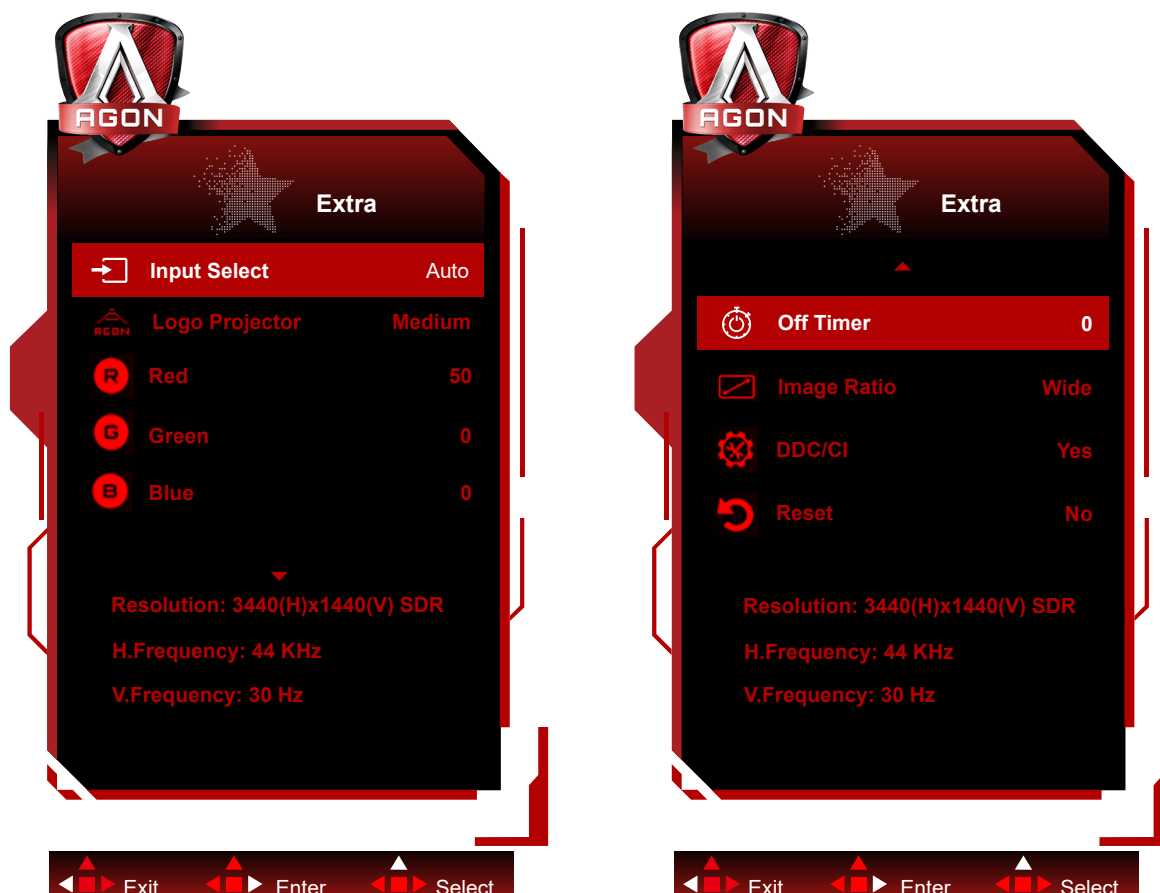 AGON
Extra
Input Select Auto
AGON Logo Projector Medium
R Red 50
G Green 0
B Blue 0
Resolution: 3440(H)x1440(V) SDR
H.Frequency: 44 KHz
V.Frequency: 30 Hz
Exit Enter Select
AGON
Extra
Off Timer 0
Image Ratio Wide
DDC/CI Yes
Reset No
Resolution: 3440(H)x1440(V) SDR
H.Frequency: 44 KHz
V.Frequency: 30 Hz
Exit Enter Select